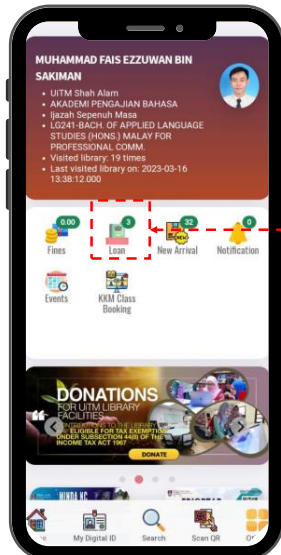 MUHAMMAD FAIS EZZUWAN BIN
SAKIMAN
• UiTM Shah Alam
• AKADEMI PENGAJIAN BAHASA
• Ijazah Sepenuh Masa
• LG241-BACH. OF APPLIED LANGUAGE
STUDIES (HONS.) MALAY FOR
PROFESSIONAL COMM.
• Visited library: 19 times
• Last visited library on: 2023-03-16
13:38:12.000
0.00
3
32
0
Fines
Loan
New Arrival
Notification
Events
KKM Class
Booking
DONATIONS
FOR UiTM LIBRARY
FACILITIES
CONTRIBUTIONS TO THE LIBRARY
ELIGIBLE FOR TAX EXEMPTION
UNDER SUBSECTION 44(6) OF THE
INCOME TAX ACT 1967
DONATE
My Digital ID
Search
Scan QR